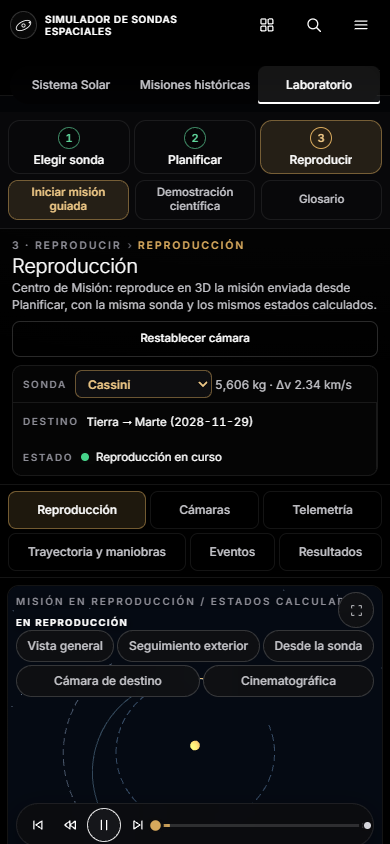 SIMULADOR DE SONDAS
ESPACIALES
Sistema Solar Misiones históricas Laboratorio
1 2 3
Elegir sonda Planificar Reproducir
Iniciar misión
guiada
Demostración
científica
Glosario
3 · REPRODUCIR › REPRODUCCIÓN
Reproducción
Centro de Misión: reproduce en 3D la misión enviada desde
Planificar, con la misma sonda y los mismos estados calculados.
Restablecer cámara
SONDA Cassini 5,606 kg · Δv 2.34 km/s
DESTINO Tierra → Marte (2028-11-29)
ESTADO Reproducción en curso
Reproducción Cámaras Telemetría
Trayectoria y maniobras Eventos Resultados
MISIÓN EN REPRODUCCIÓN / ESTADOS CALCULA
EN REPRODUCCIÓN
Vista general Seguimiento exterior Desde la sonda
Cámara de destino Cinematográfica